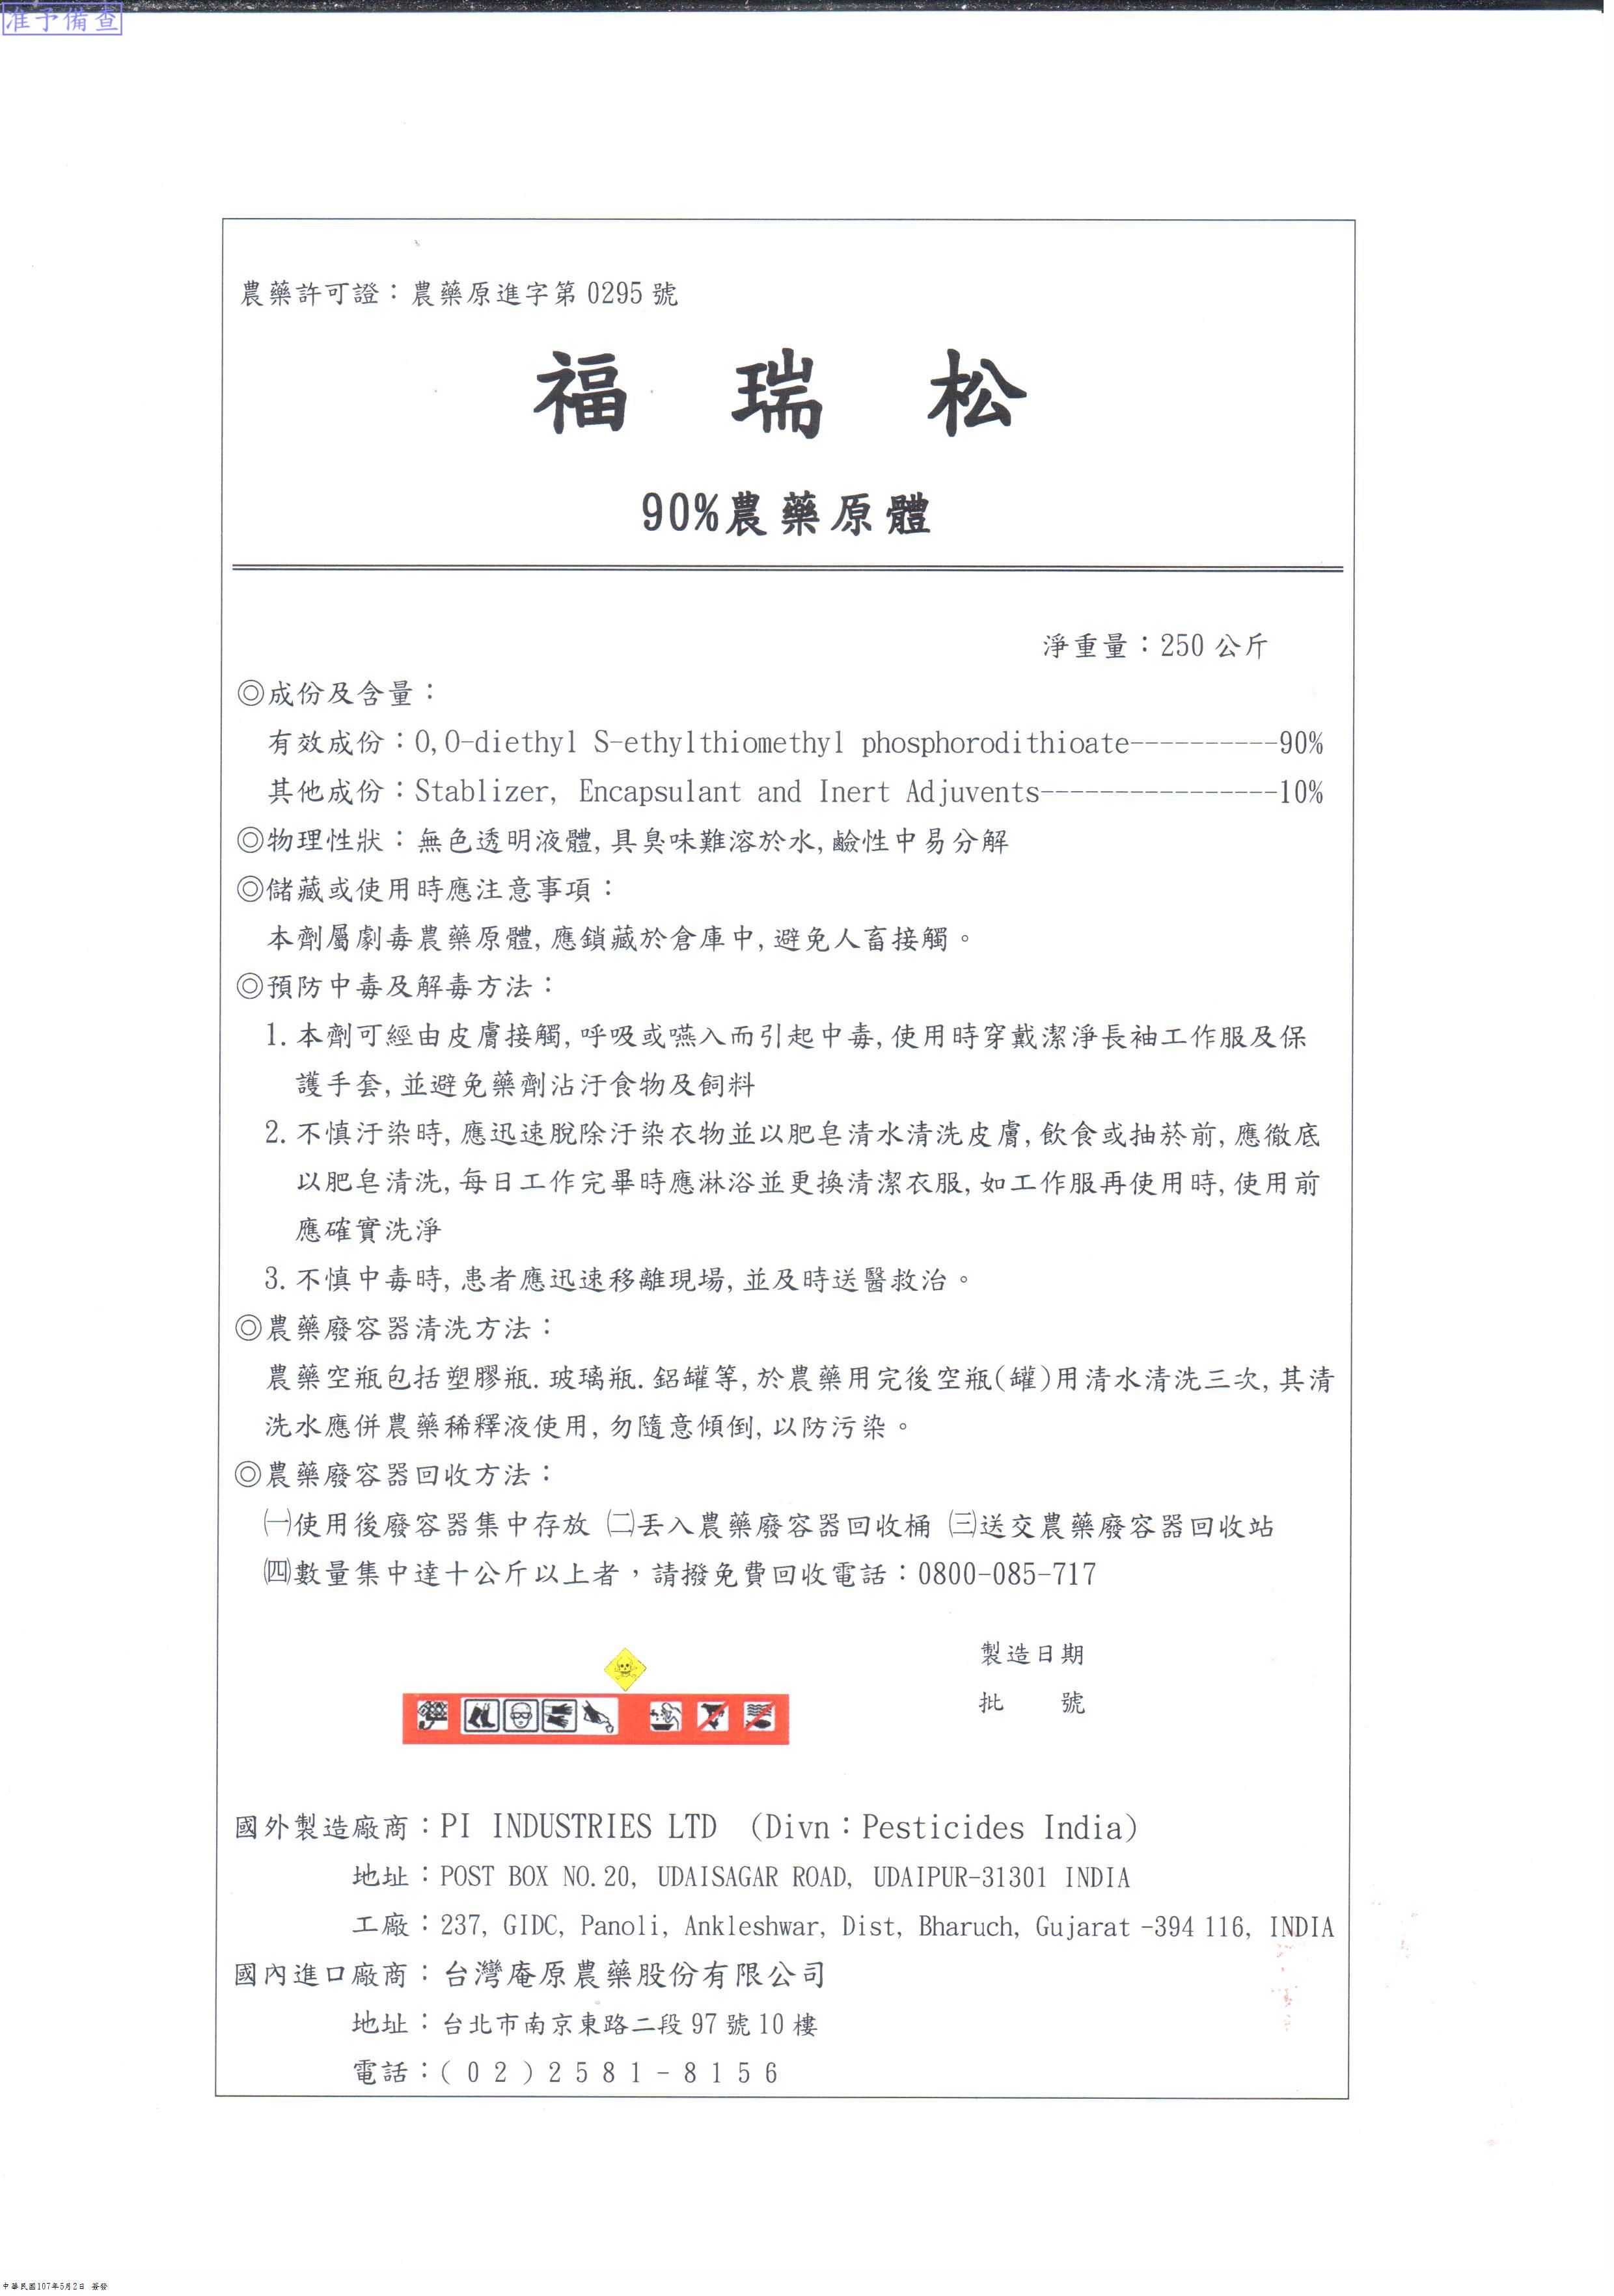 准予備查
農藥許可證：農藥原進字第 0295 號
福 瑞 松
90%農藥原體
淨重量：250 公斤
◎成份及含量：
有效成份：O,O-diethyl S-ethylthiomethyl phosphorodithioate----------90%
其他成份：Stablizer, Encapsulant and Inert Adjuvents----------------10%
◎物理性狀：無色透明液體,具臭味難溶於水,鹼性中易分解
◎儲藏或使用時應注意事項：
本劑屬劇毒農藥原體,應鎖藏於倉庫中,避免人畜接觸。
◎預防中毒及解毒方法：
1.本劑可經由皮膚接觸,呼吸或嚥入而引起中毒,使用時穿戴潔淨長袖工作服及保
護手套,並避免藥劑沾汙食物及飼料
2.不慎汙染時,應迅速脫除汙染衣物並以肥皂清水清洗皮膚,飲食或抽菸前,應徹底
以肥皂清洗,每日工作完畢時應淋浴並更換清潔衣服,如工作服再使用時,使用前
應確實洗淨
3.不慎中毒時,患者應迅速移離現場,並及時送醫救治。
◎農藥廢容器清洗方法：
農藥空瓶包括塑膠瓶.玻璃瓶.鋁罐等,於農藥用完後空瓶(罐)用清水清洗三次,其清
洗水應併農藥稀釋液使用,勿隨意傾倒,以防污染。
◎農藥廢容器回收方法：
㈠使用後廢容器集中存放 ㈡丟入農藥廢容器回收桶 ㈢送交農藥廢容器回收站
㈣數量集中達十公斤以上者，請撥免費回收電話：0800-085-717
製造日期
批 號
國外製造廠商：PI INDUSTRIES LTD （Divn：Pesticides India）
地址：POST BOX NO.20, UDAISAGAR ROAD, UDAIPUR-31301 INDIA
工廠：237, GIDC, Panoli, Ankleshwar, Dist, Bharuch, Gujarat -394 116, INDIA
國內進口廠商：台灣庵原農藥股份有限公司
地址：台北市南京東路二段 97 號 10 樓
電話：(02)2581-8156
中華民國107年5月2日 簽發